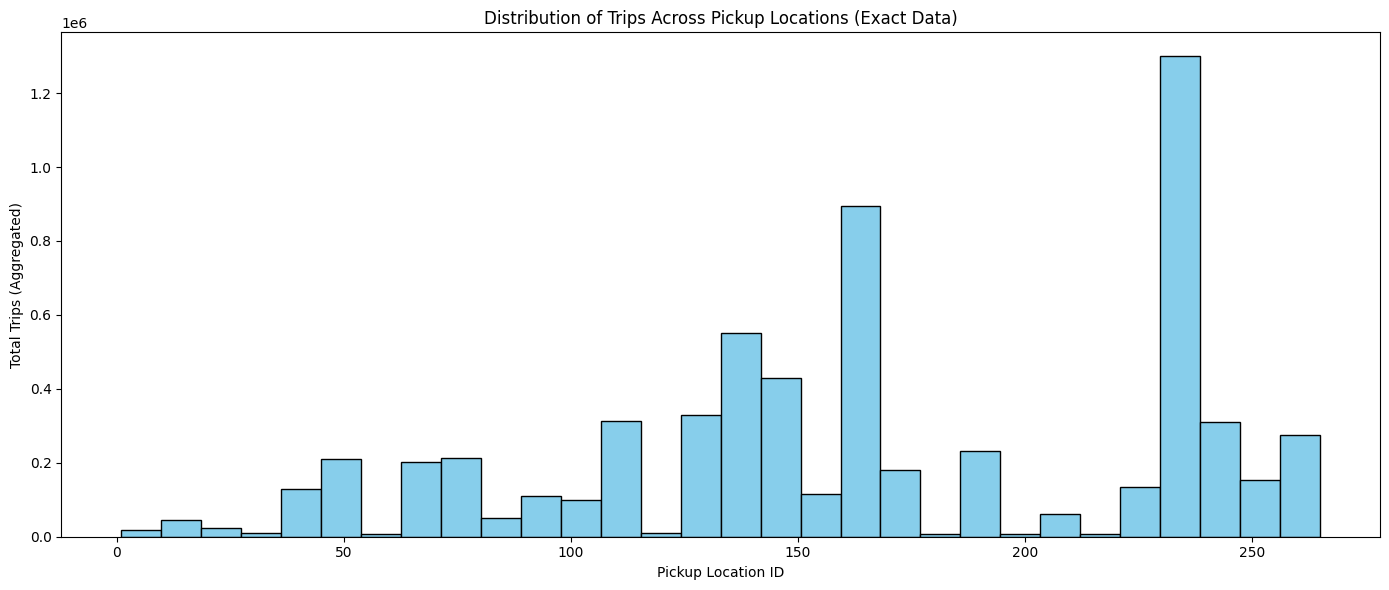 Distribution of Trips Across Pickup Locations (Exact Data)
1e6
1.2
1.0
0.8
0.6
0.4
0.2
0.0
Total Trips (Aggregated)
0 50 100 150 200 250
Pickup Location ID